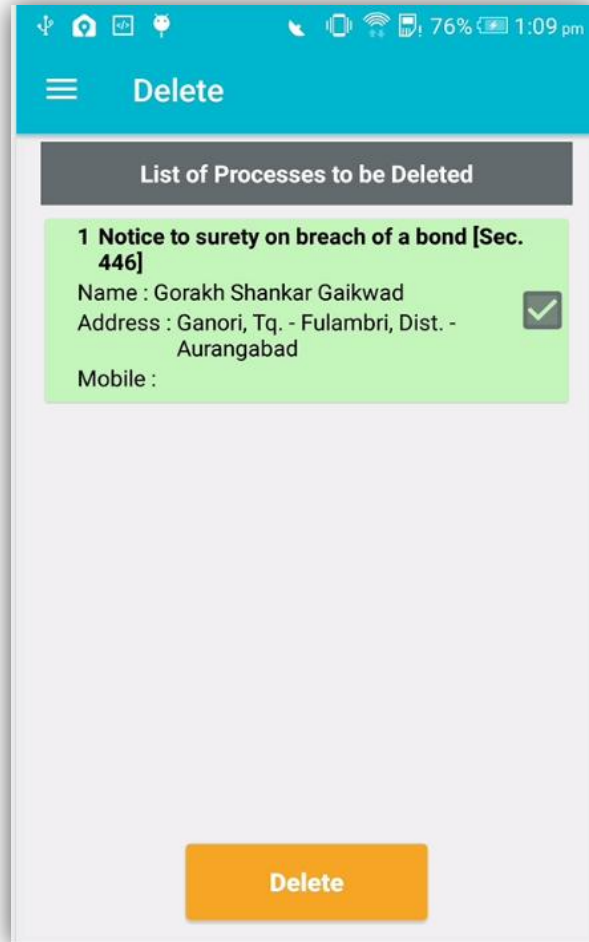 76% 1:09 pm
Delete
List of Processes to be Deleted
1 Notice to surety on breach of a bond [Sec.
446]
Name : Gorakh Shankar Gaikwad
Address : Ganori, Tq. - Fulambri, Dist. -
Aurangabad
Mobile :
Delete